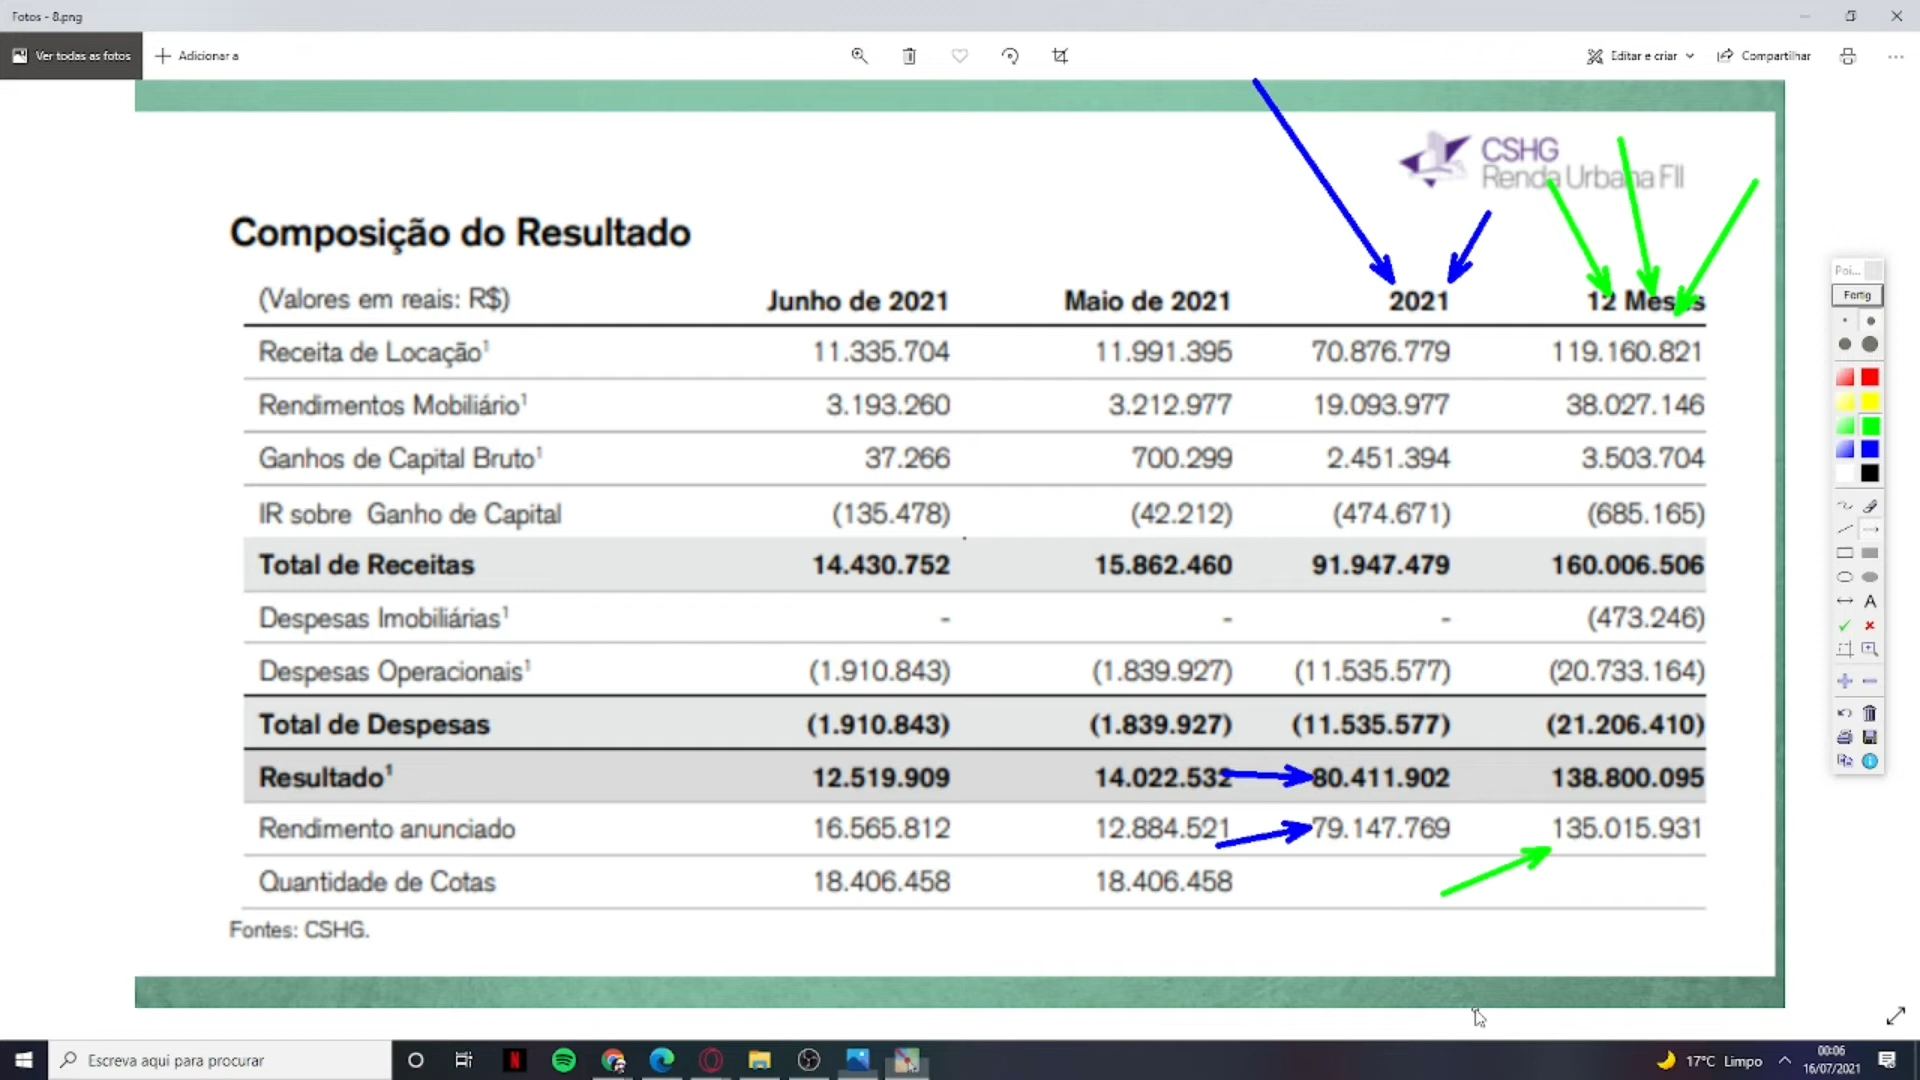 Fotos - 8.png
Ver todas as fotos
Adicionar a
Editar e criar
Compartilhar
CSHG
Renda Urbana FII
Composição do Resultado
(Valores em reais: R$) Junho de 2021 Maio de 2021 2021 12 Meses
Receita de Locação¹ 11.335.704 11.991.395 70.876.779 119.160.821
Rendimentos Mobiliário¹ 3.193.260 3.212.977 19.093.977 38.027.146
Ganhos de Capital Bruto¹ 37.266 700.299 2.451.394 3.503.704
IR sobre Ganho de Capital (135.478) (42.212) (474.671) (685.165)
Total de Receitas 14.430.752 15.862.460 91.947.479 160.006.506
Despesas Imobiliárias¹ - - - (473.246)
Despesas Operacionais¹ (1.910.843) (1.839.927) (11.535.577) (20.733.164)
Total de Despesas (1.910.843) (1.839.927) (11.535.577) (21.206.410)
Resultado¹ 12.519.909 14.022.532 80.411.902 138.800.095
Rendimento anunciado 16.565.812 12.884.521 79.147.769 135.015.931
Quantidade de Cotas 18.406.458 18.406.458
Fontes: CSHG.
Poi...
Fertig
A
Escreva aqui para procurar
17°C Limpo
00:06
16/07/2021